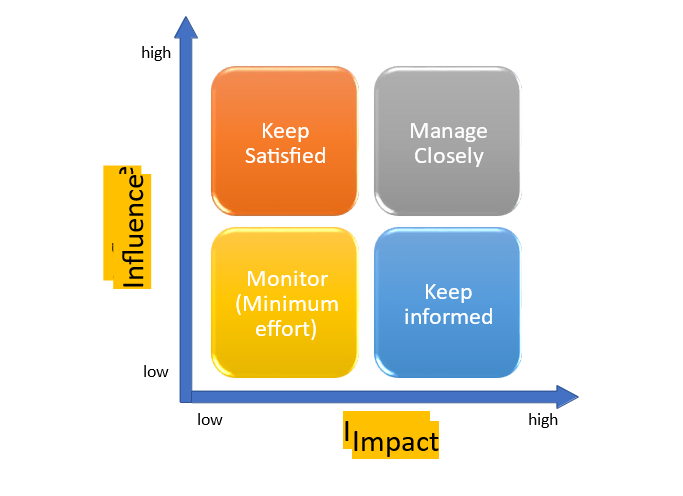 high
Keep
Satisfied
Manage
Closely
Influence
Monitor
(Minimum
effort)
Keep
informed
low
low
high
Impact